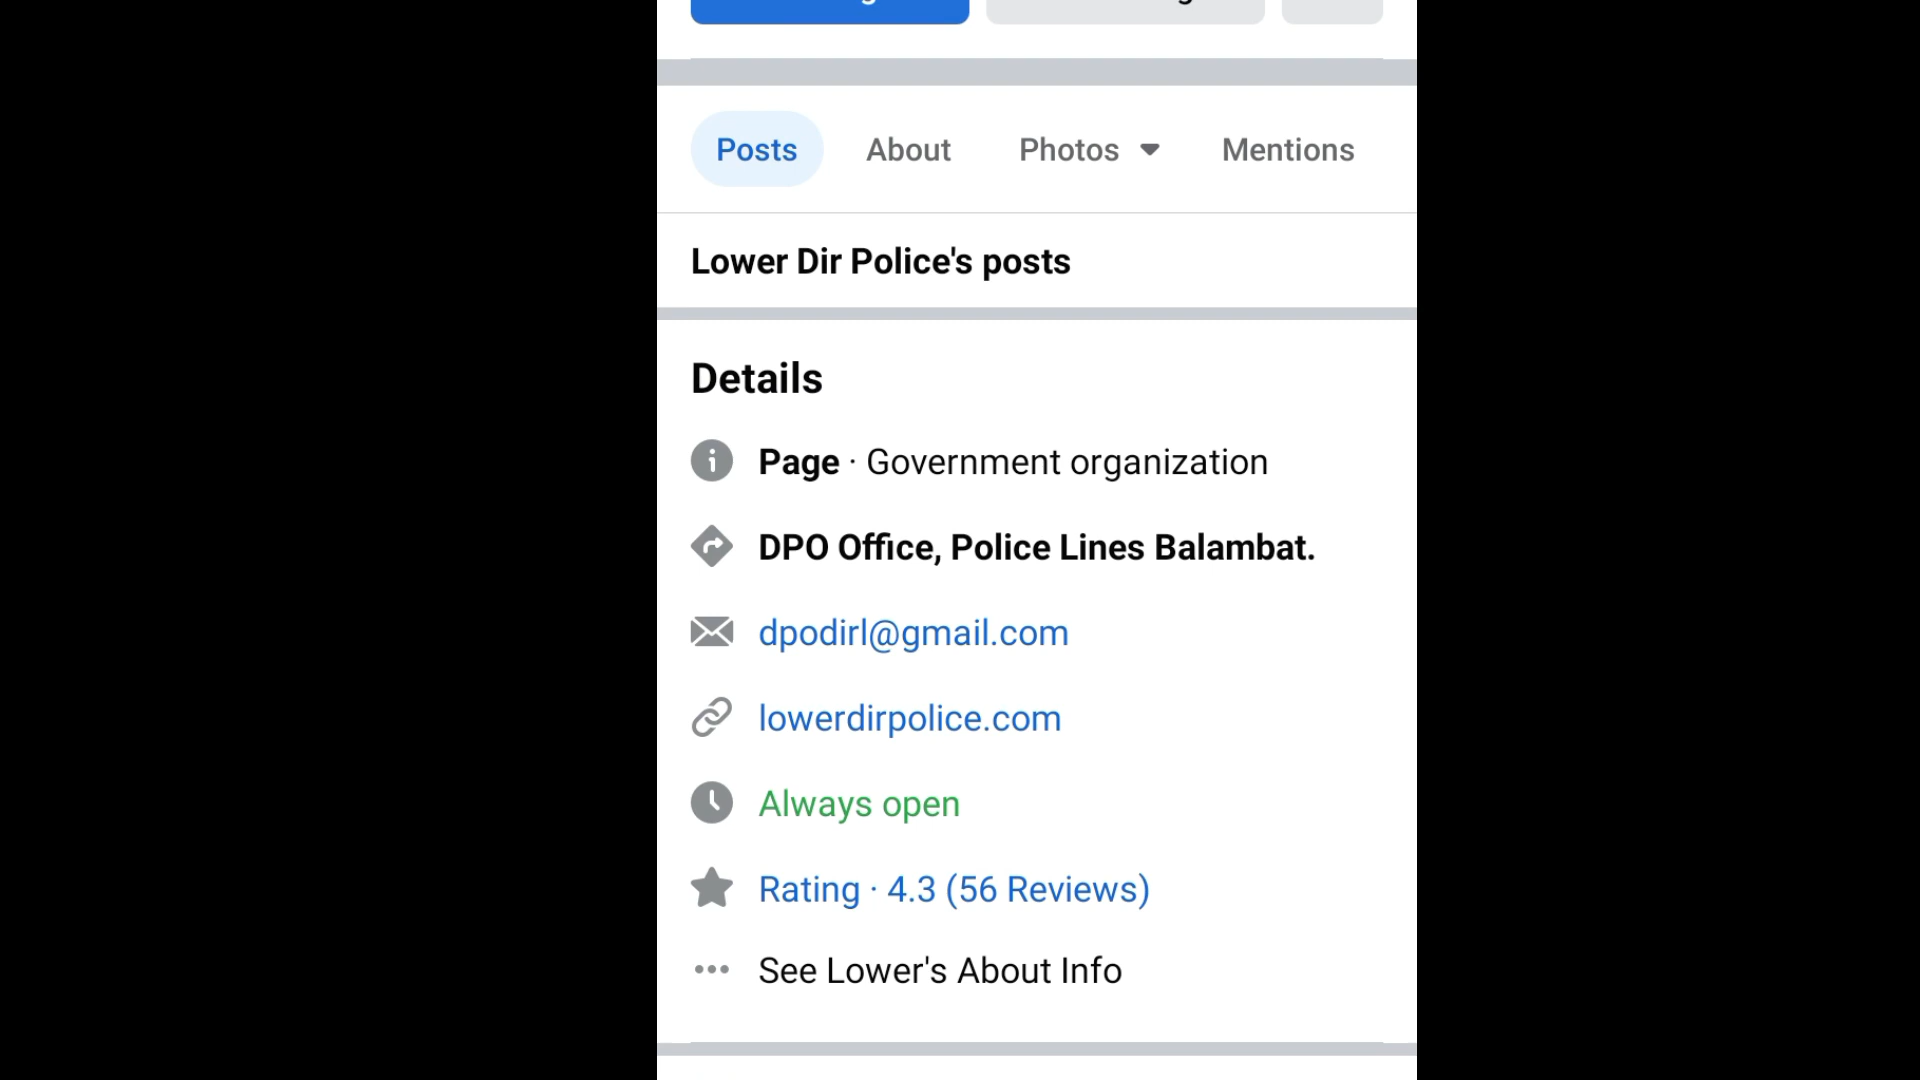 Posts About Photos Mentions
Lower Dir Police's posts
Details
Page · Government organization
DPO Office, Police Lines Balambat.
dpodirl@gmail.com
lowerdirpolice.com
Always open
Rating · 4.3 (56 Reviews)
See Lower's About Info